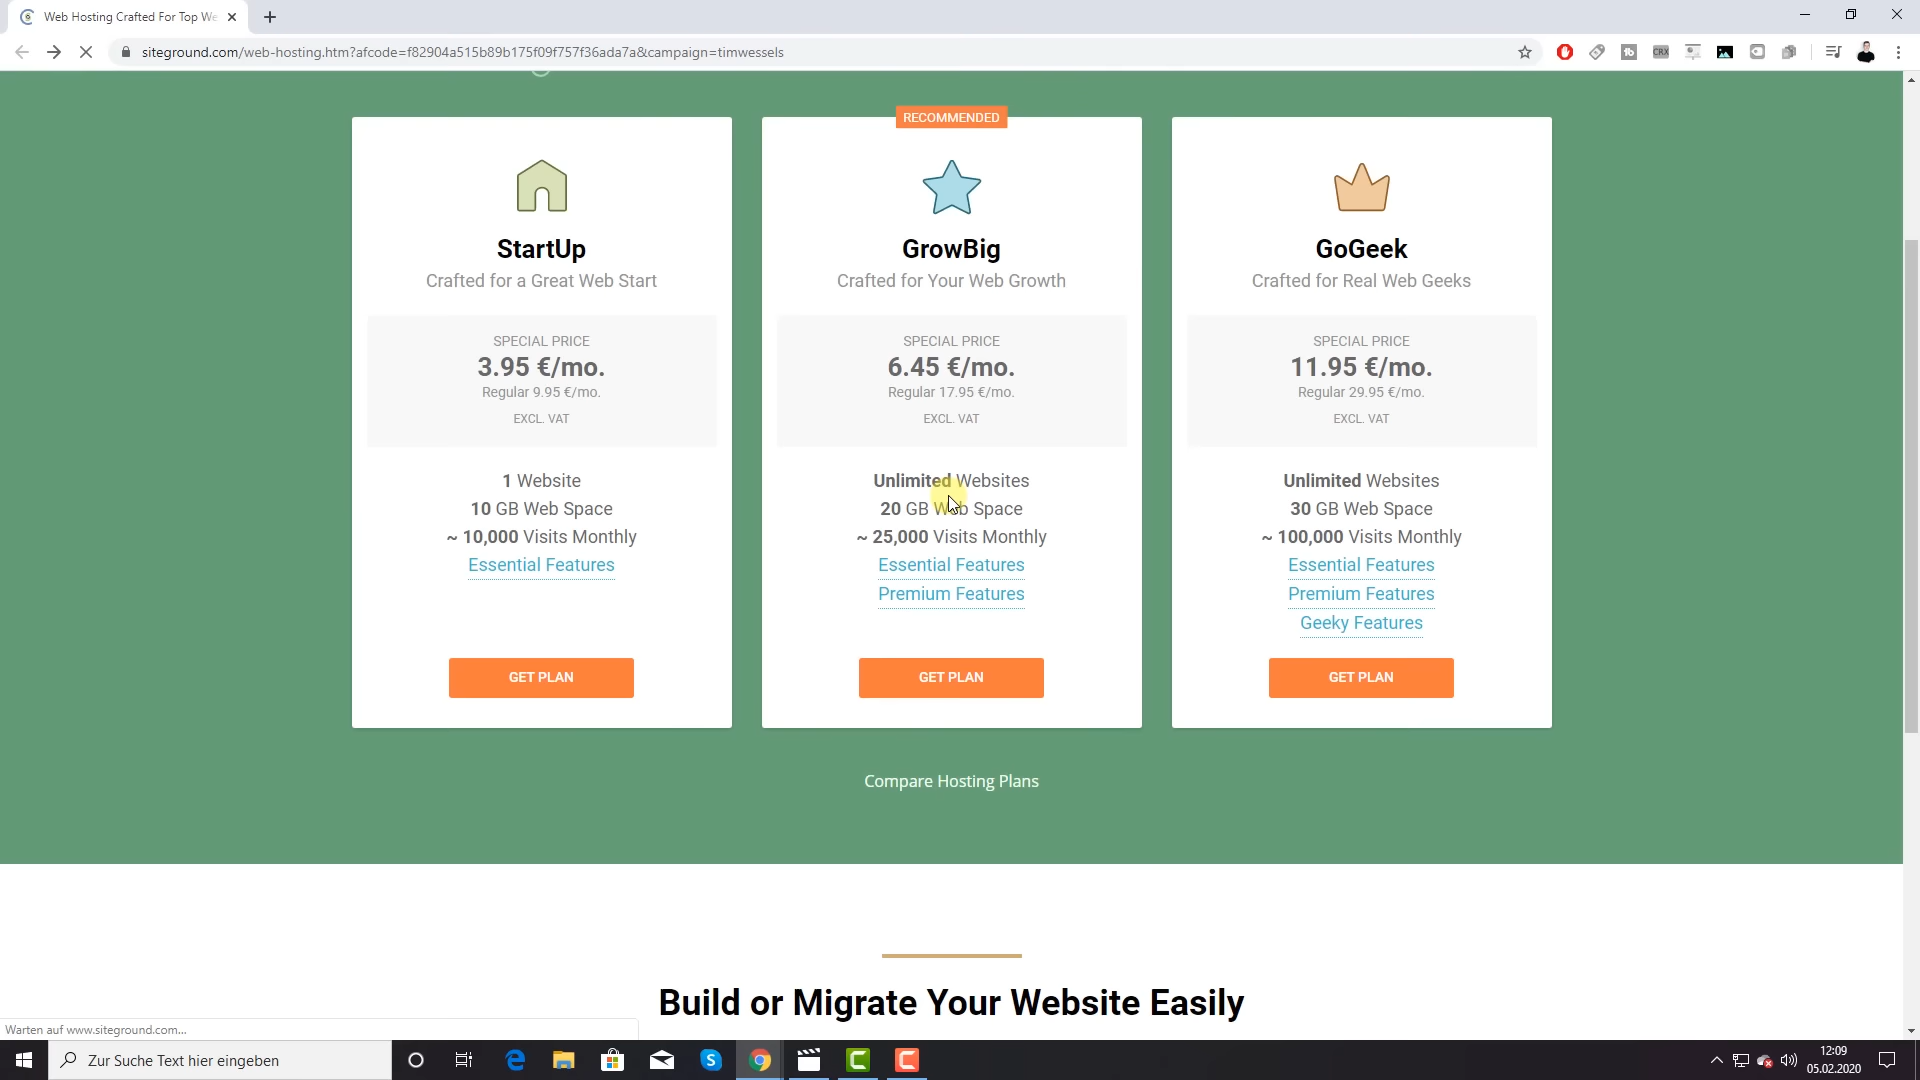 Web Hosting Crafted For Top We
siteground.com/web-hosting.htm?afcode=f82904a515b89b175f09f757f36ada7a&campaign=timwessels
CRX
StartUp
Crafted for a Great Web Start
SPECIAL PRICE
3.95 €/mo.
Regular 9.95 €/mo.
EXCL. VAT
1 Website
10 GB Web Space
~ 10,000 Visits Monthly
Essential Features
GET PLAN
RECOMMENDED
GrowBig
Crafted for Your Web Growth
SPECIAL PRICE
6.45 €/mo.
Regular 17.95 €/mo.
EXCL. VAT
Unlimited Websites
20 GB Web Space
~ 25,000 Visits Monthly
Essential Features
Premium Features
GET PLAN
GoGeek
Crafted for Real Web Geeks
SPECIAL PRICE
11.95 €/mo.
Regular 29.95 €/mo.
EXCL. VAT
Unlimited Websites
30 GB Web Space
~ 100,000 Visits Monthly
Essential Features
Premium Features
Geeky Features
GET PLAN
Compare Hosting Plans
Build or Migrate Your Website Easily
Warten auf www.siteground.com...
Zur Suche Text hier eingeben
12:09
05.02.2020